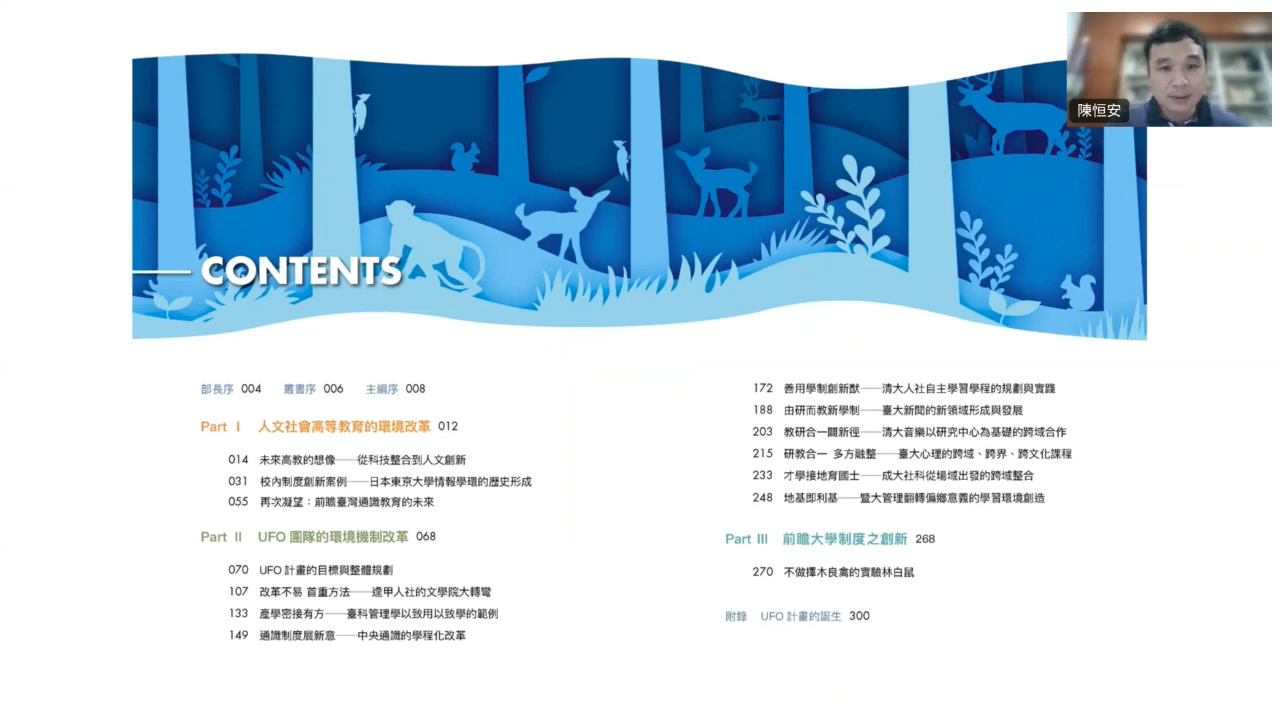 陳恒安
CONTENTS
部長序 004 叢書序 006 主編序 008
Part I 人文社會高等教育的環境改革 012
014 未來高教的想像──從科技整合到人文創新
031 校內制度創新案例──日本東京大學情報學環的歷史形成
055 再次凝望：前瞻臺灣通識教育的未來
Part II UFO 團隊的環境機制改革 068
070 UFO 計畫的目標與整體規劃
107 改革不易 首重方法──逢甲人社的文學院大轉彎
133 產學密接有方──臺科管理學以致用以致學的範例
149 通識制度展新意──中央通識的學程化改革
172 善用學制創新猷──清大人社自主學習學程的規劃與實踐
188 由研而教新學制──臺大新聞的新領域形成與發展
203 教研合一闢新徑──清大音樂以研究中心為基礎的跨域合作
215 研教合一 多方融整──臺大心理的跨域、跨界、跨文化課程
233 才學接地育國士──成大社科從場域出發的跨域整合
248 地基即利基──暨大管理翻轉偏鄉意義的學習環境創造
Part III 前瞻大學制度之創新 268
270 不做擇木良禽的實驗林白鼠
附錄 UFO 計畫的誕生 300